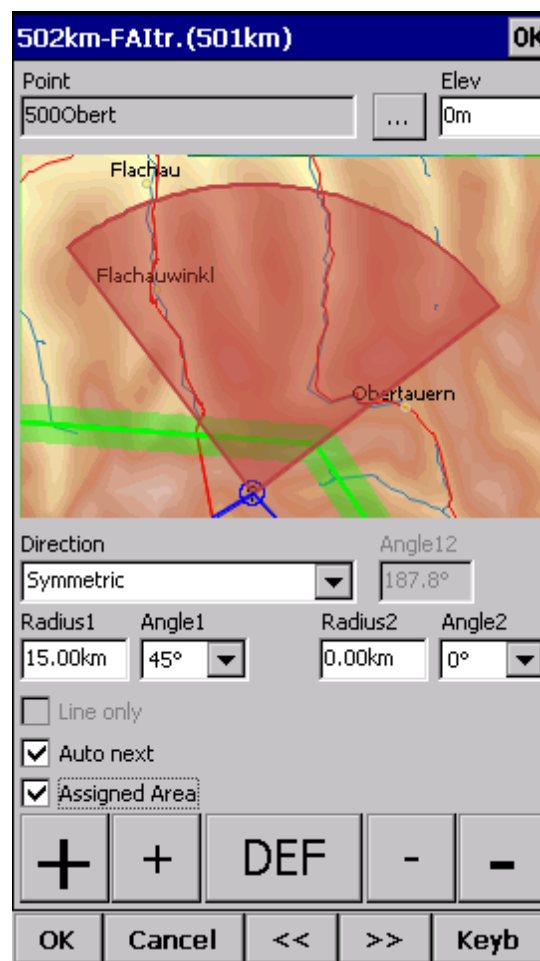 502km-FAItr.(501km) OK
Point Elev
500Obert ... 0m
Flachau
Flachauwinkl
Obertauern
Direction Angle12
Symmetric 187.8°
Radius1 Angle1 Radius2 Angle2
15.00km 45° 0.00km 0°
Line only
Auto next
Assigned Area
+ + DEF - -
OK Cancel << >> Keyb